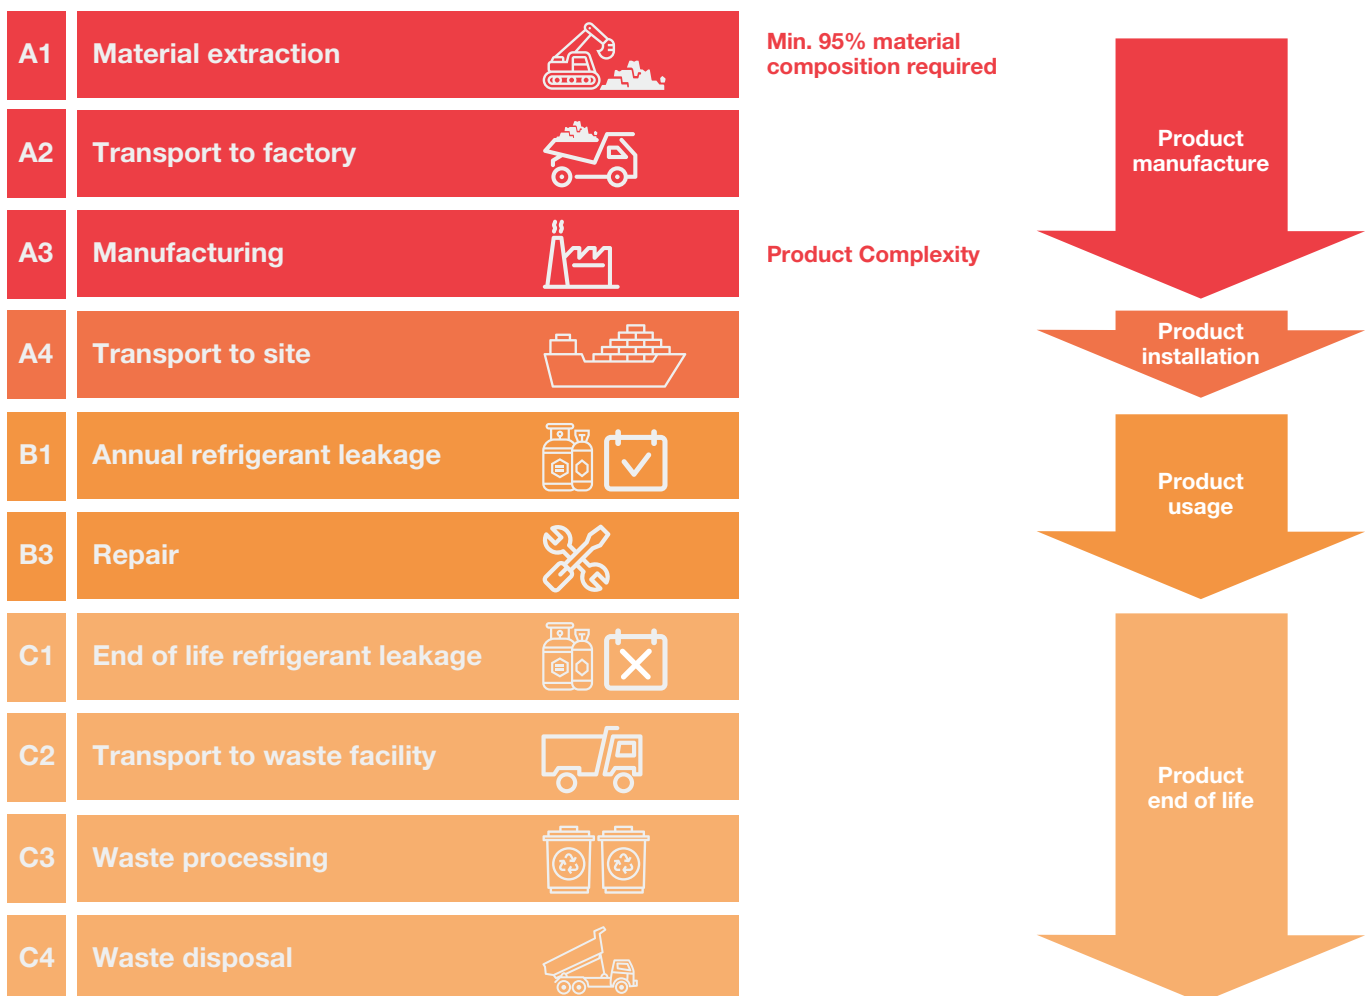 A1 Material extraction
Min. 95% material
composition required
A2 Transport to factory
Product
manufacture
A3 Manufacturing
Product Complexity
A4 Transport to site
Product
installation
B1 Annual refrigerant leakage
Product
usage
B3 Repair
C1 End of life refrigerant leakage
C2 Transport to waste facility
Product
end of life
C3 Waste processing
C4 Waste disposal